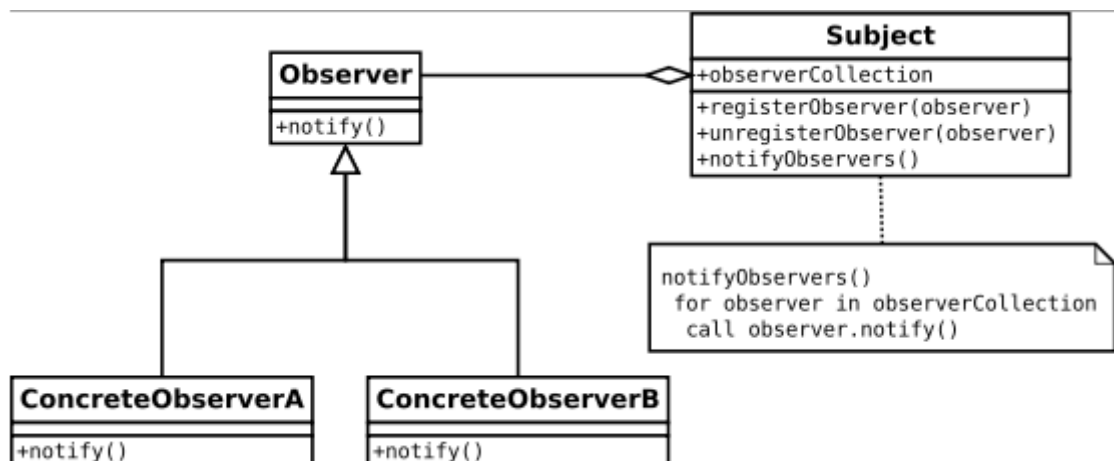 Observer
+notify()
Subject
+observerCollection
+registerObserver(observer)
+unregisterObserver(observer)
+notifyObservers()
notifyObservers()
for observer in observerCollection
call observer.notify()
ConcreteObserverA
+notify()
ConcreteObserverB
+notify()